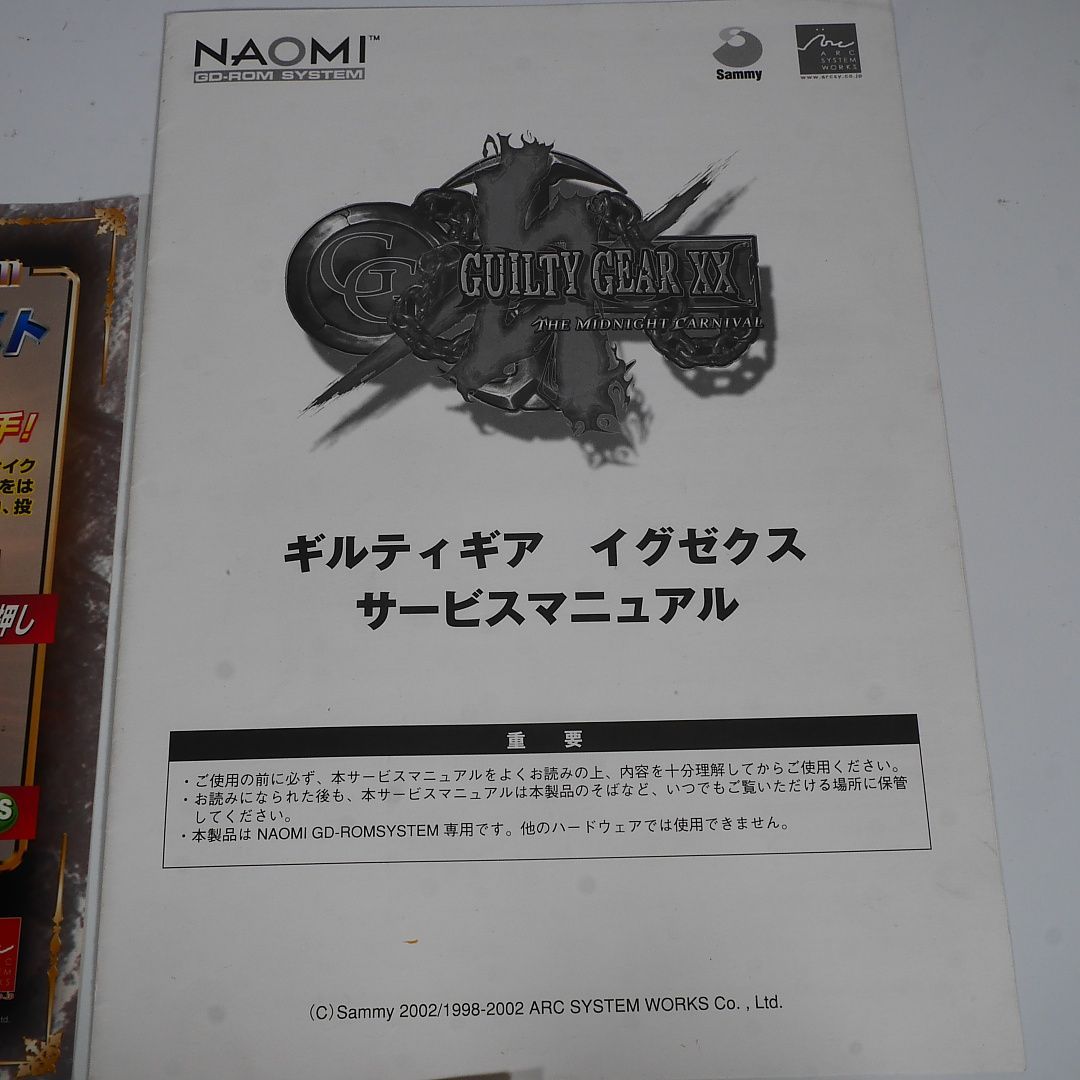 NAOMI™
GD-ROM SYSTEM
Sammy
Arc
ARC
SYSTEM
WORKS
www.arcsy.co.jp
GC
GUILTY GEAR XX
THE MIDNIGHT CARNIVAL
ギルティギア イグゼクス
サービスマニュアル
重 要
・ご使用の前に必ず、本サービスマニュアルをよくお読みの上、内容を十分理解してからご使用ください。
・お読みになられた後も、本サービスマニュアルは本製品のそばなど、いつでもご覧いただける場所に保管
してください。
・本製品は NAOMI GD-ROMSYSTEM 専用です。他のハードウェアでは使用できません。
(C)Sammy 2002/1998-2002 ARC SYSTEM WORKS Co. , Ltd.
スト
手!
イク
をは
、投
押し
S
td.